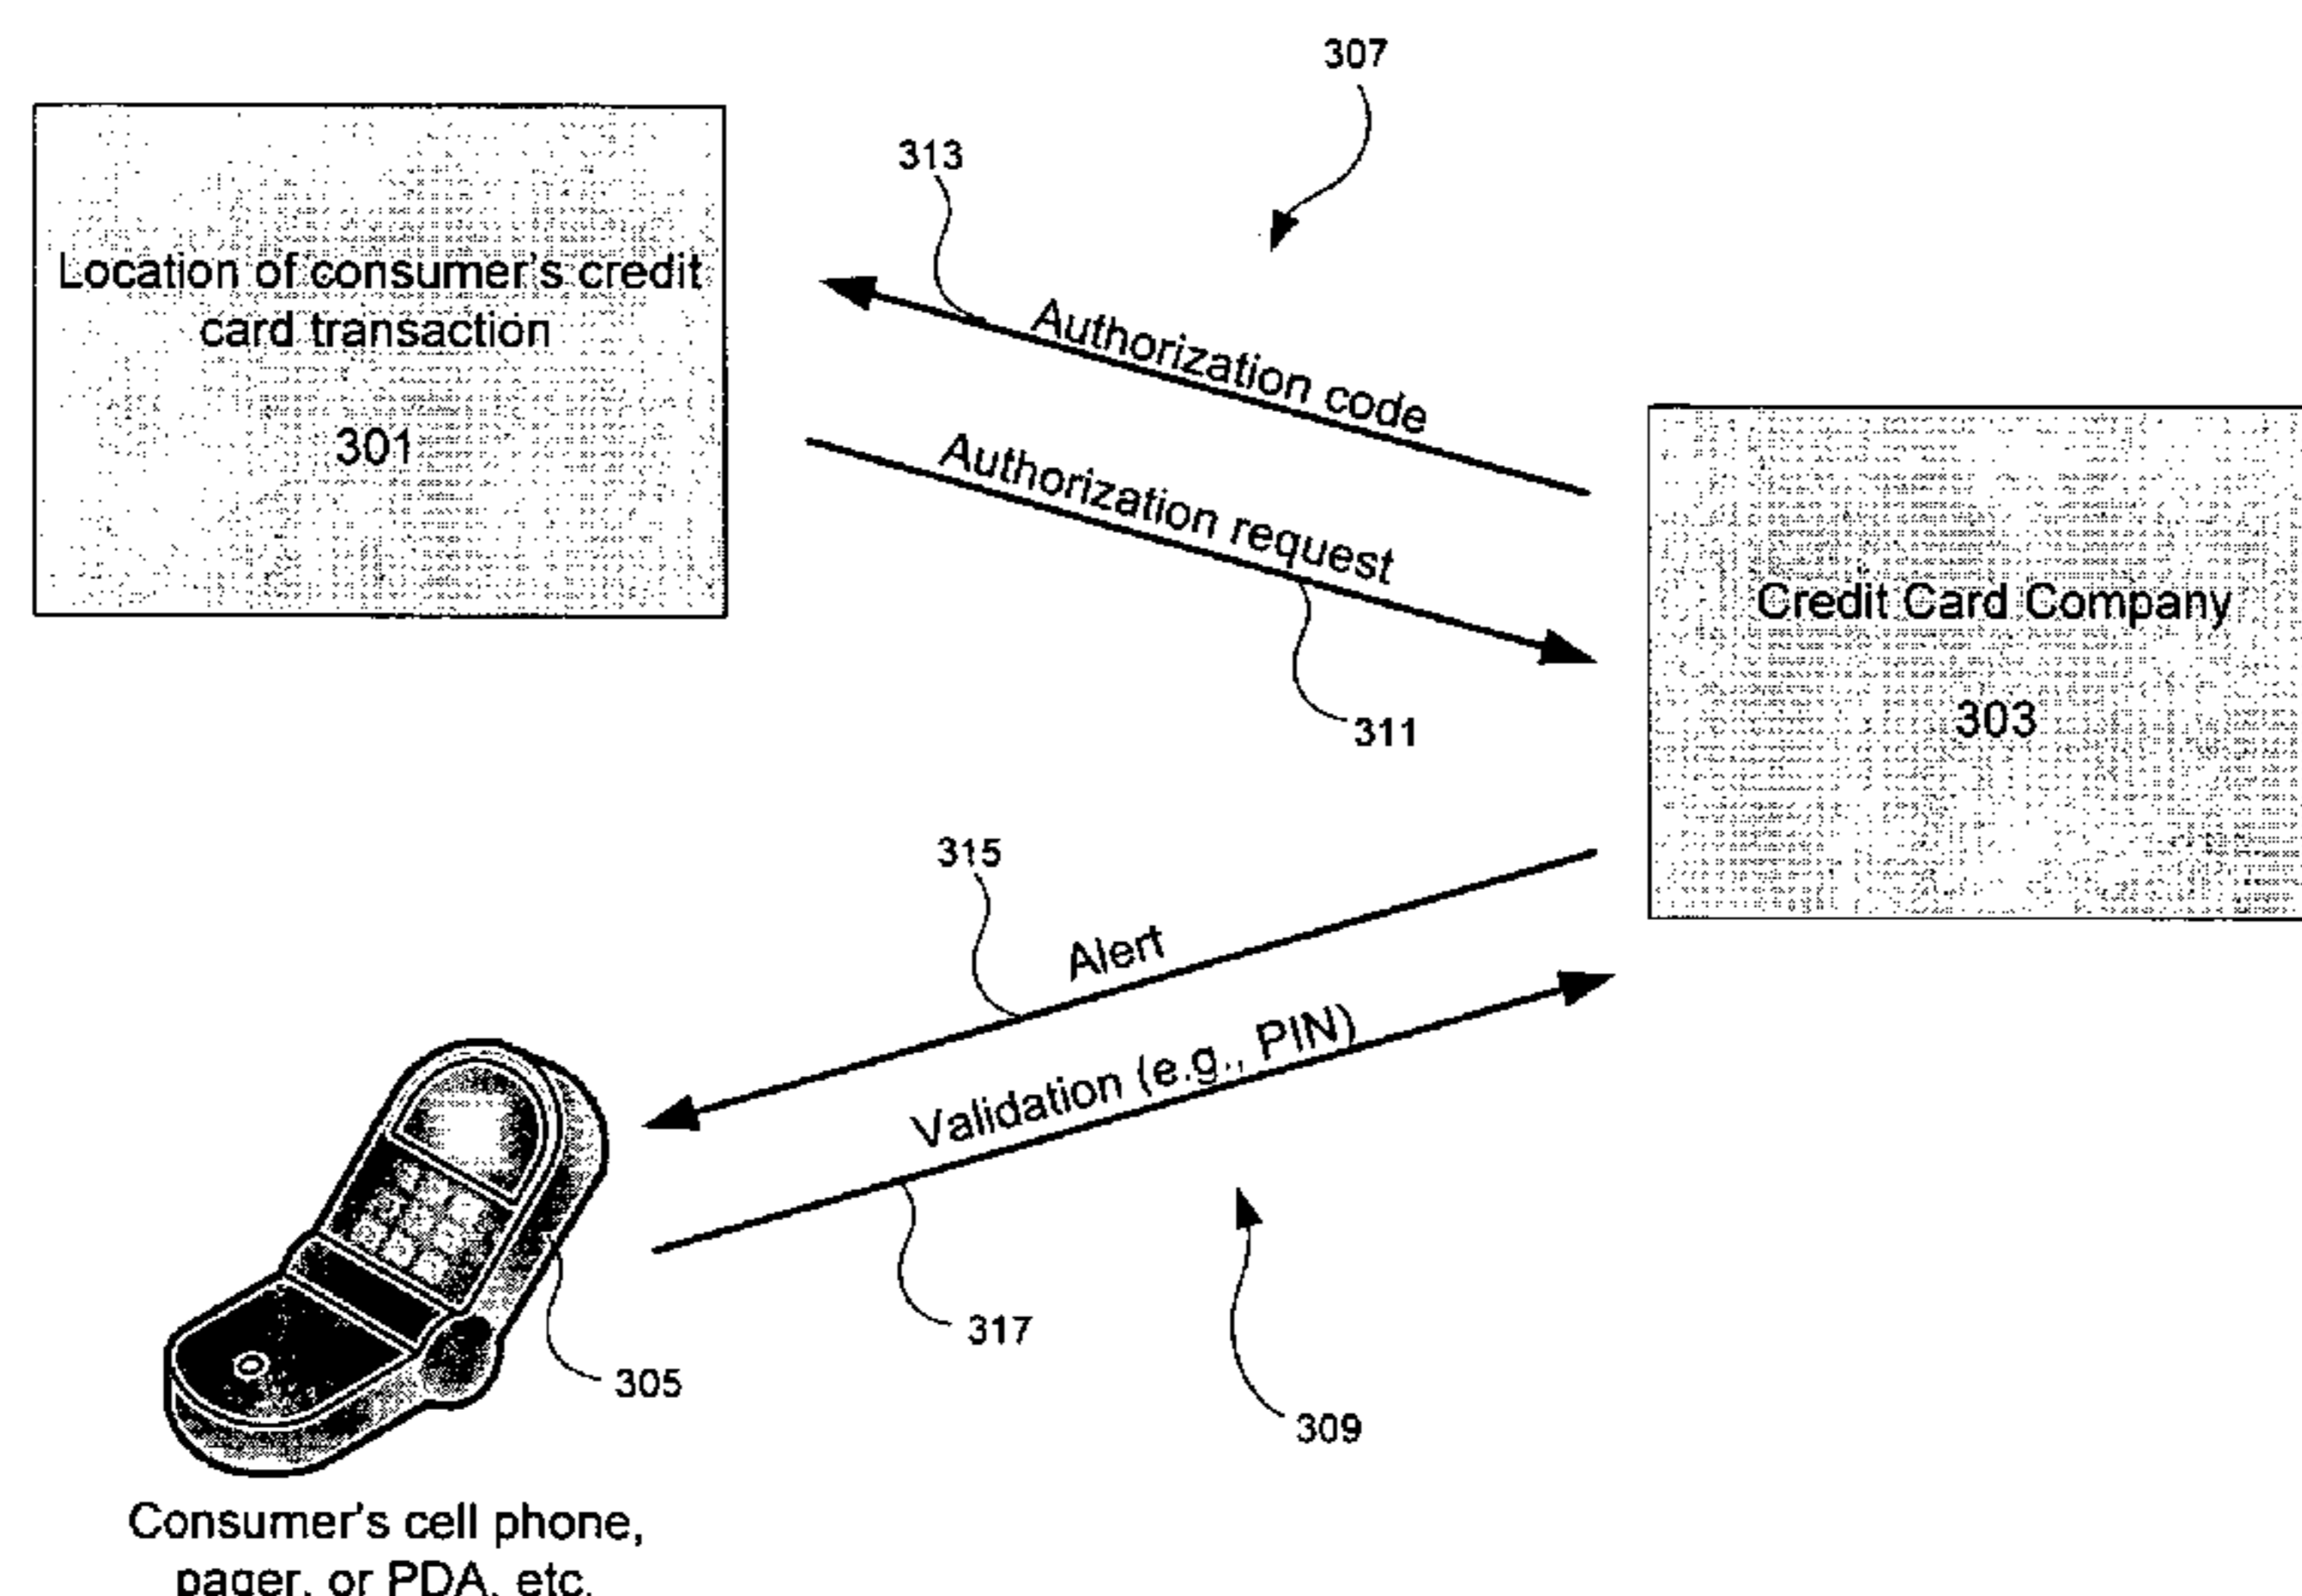 307
313
Location of consumer's credit
card transaction
301
Authorization code
Authorization request
311
Credit Card Company
303
315
Alert
Validation (e.g., PIN)
317
305
309
Consumer's cell phone,
pager, or PDA, etc.